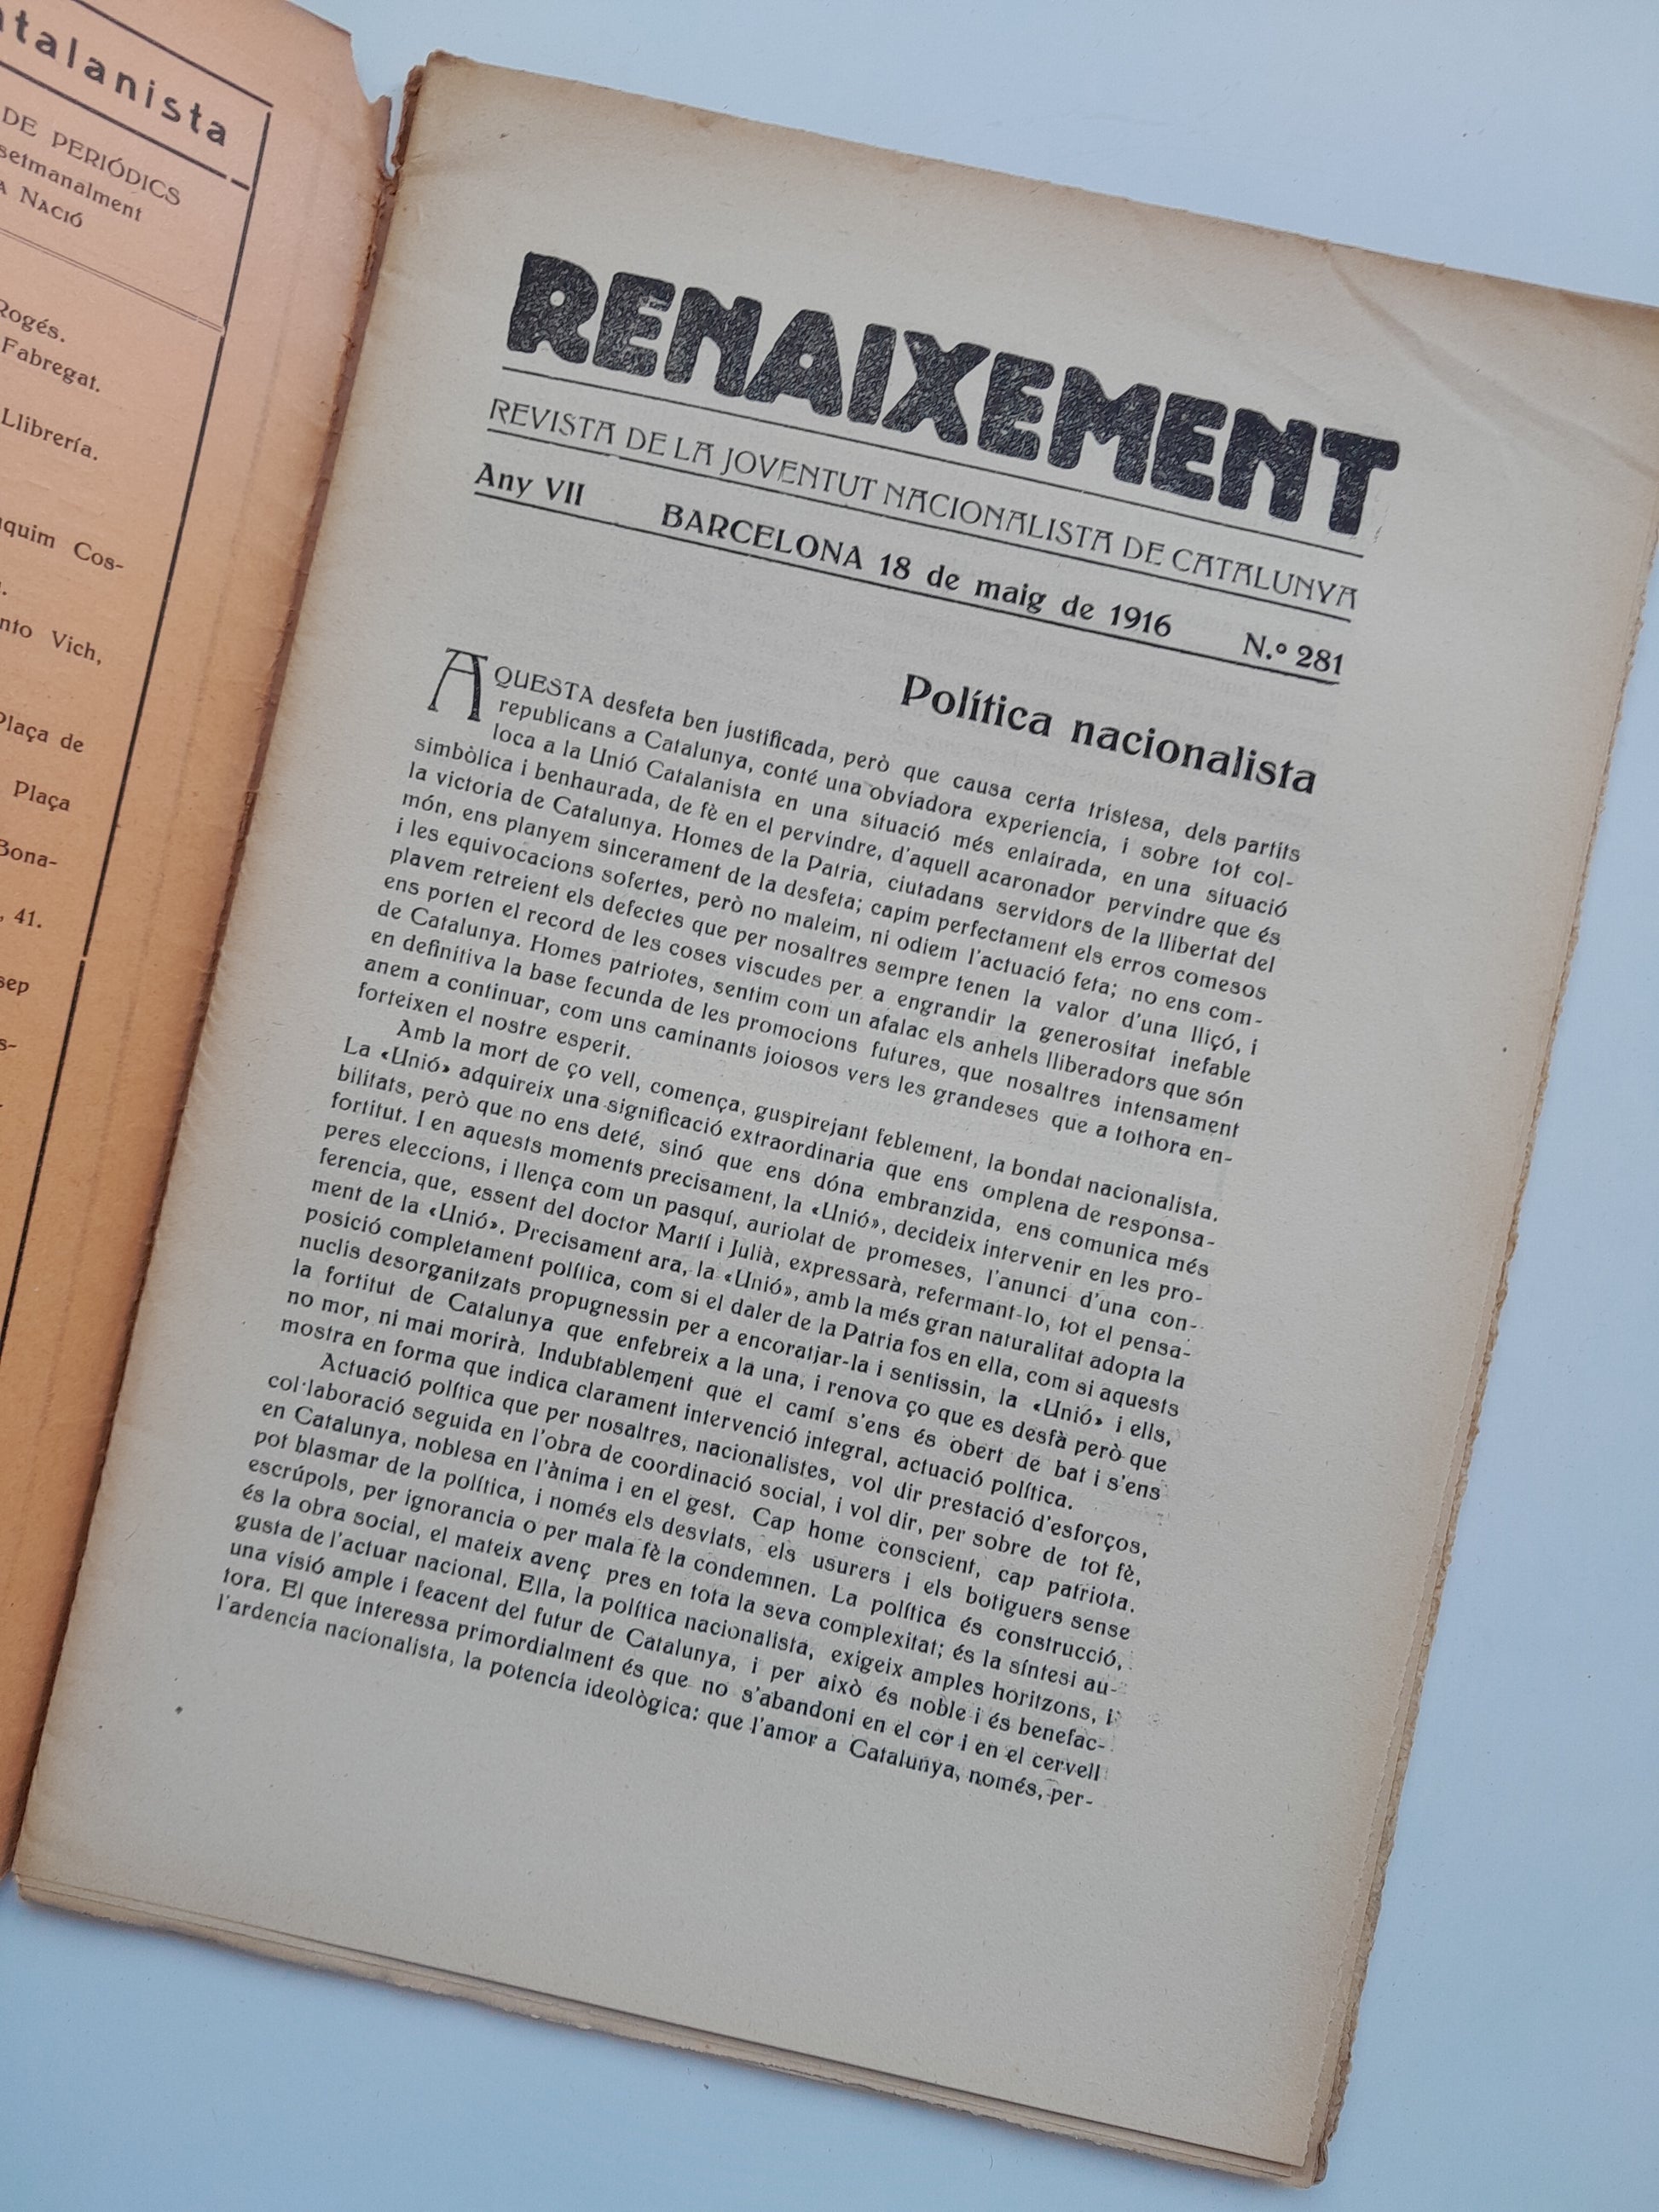 atalanista
DE PERIÓDICS
setmanalment
A NACIÓ
Rogés.
Fabregat.
Llibrería.
quim Cos-
nto Vich,
Plaça de
Plaça
Bona-
, 41.
sep
s-
RENAIXEMENT
REVISTA DE LA JOVENTUT NACIONALISTA DE CATALUNYA
Any VII BARCELONA 18 de maig de 1916 N.º 281
Política nacionalista
AQUESTA desfeta ben justificada, però que causa certa tristesa, dels partits
republicans a Catalunya, conté una obviadora experiencia, i sobre tot col-
loca a la Unió Catalanista en una situació més enlairada, en una situació
simbòlica i benhaurada, de fè en el pervindre, d'aquell acaronador pervindre que és
la victoria de Catalunya. Homes de la Patria, ciutadans servidors de la llibertat del
món, ens planyem sincerament de la desfeta; capim perfectament els erros comesos
i les equivocacions sofertes, però no maleim, ni odiem l'actuació feta; no ens com-
plavem retreient els defectes que per nosaltres sempre tenen la valor d'una lliçó, i
ens porten el record de les coses viscudes per a engrandir la generositat inefable
de Catalunya. Homes patriotes, sentim com un afalac els anhels lliberadors que són
en definitiva la base fecunda de les promocions futures, que nosaltres intensament
anem a continuar, com uns caminants joiosos vers les grandeses que a tothora en-
forteixen el nostre esperit.
Amb la mort de ço vell, comença, guspirejant feblement, la bondat nacionalista.
La «Unió» adquireix una significació extraordinaria que ens omplena de responsa-
bilitats, però que no ens deté, sinó que ens dóna embranzida, ens comunica més
fortitut. I en aquests moments precisament, la «Unió», decideix intervenir en les pro-
peres eleccions, i llença com un pasquí, auriolat de promeses, l'anunci d'una con-
ferencia, que, essent del doctor Martí i Julià, expressarà, refermant-lo, tot el pensa-
ment de la «Unió». Precisament ara, la «Unió», amb la més gran naturalitat adopta la
posició completament política, com si el daler de la Patria fos en ella, com si aquests
nuclis desorganitzats propugnessin per a encoratjar-la i sentissin, la «Unió» i ells,
la fortitut de Catalunya que enfebreix a la una, i renova ço que es desfà però que
no mor, ni mai morirà. Indubtablement que el camí s'ens és obert de bat i s'ens
mostra en forma que indica clarament intervenció integral, actuació política.
Actuació política que per nosaltres, nacionalistes, vol dir prestació d'esforços,
col·laboració seguida en l'obra de coordinació social, i vol dir, per sobre de tot fè,
en Catalunya, noblesa en l'ànima i en el gest. Cap home conscient, cap patriota.
pot blasmar de la política, i només els desviats, els usurers i els botiguers sense
escrúpols, per ignorancia o per mala fè la condemnen. La política és construcció,
és la obra social, el mateix avenç pres en tota la seva complexitat; és la síntesi au-
gusta de l'actuar nacional. Ella, la política nacionalista, exigeix amples horitzons, i
una visió ample i feacent del futur de Catalunya, i per això és noble i és benefac-
tora. El que interessa primordialment és que no s'abandoni en el cor i en el cervell
l'ardencia nacionalista, la potencia ideològica: que l'amor a Catalunya, només, per-